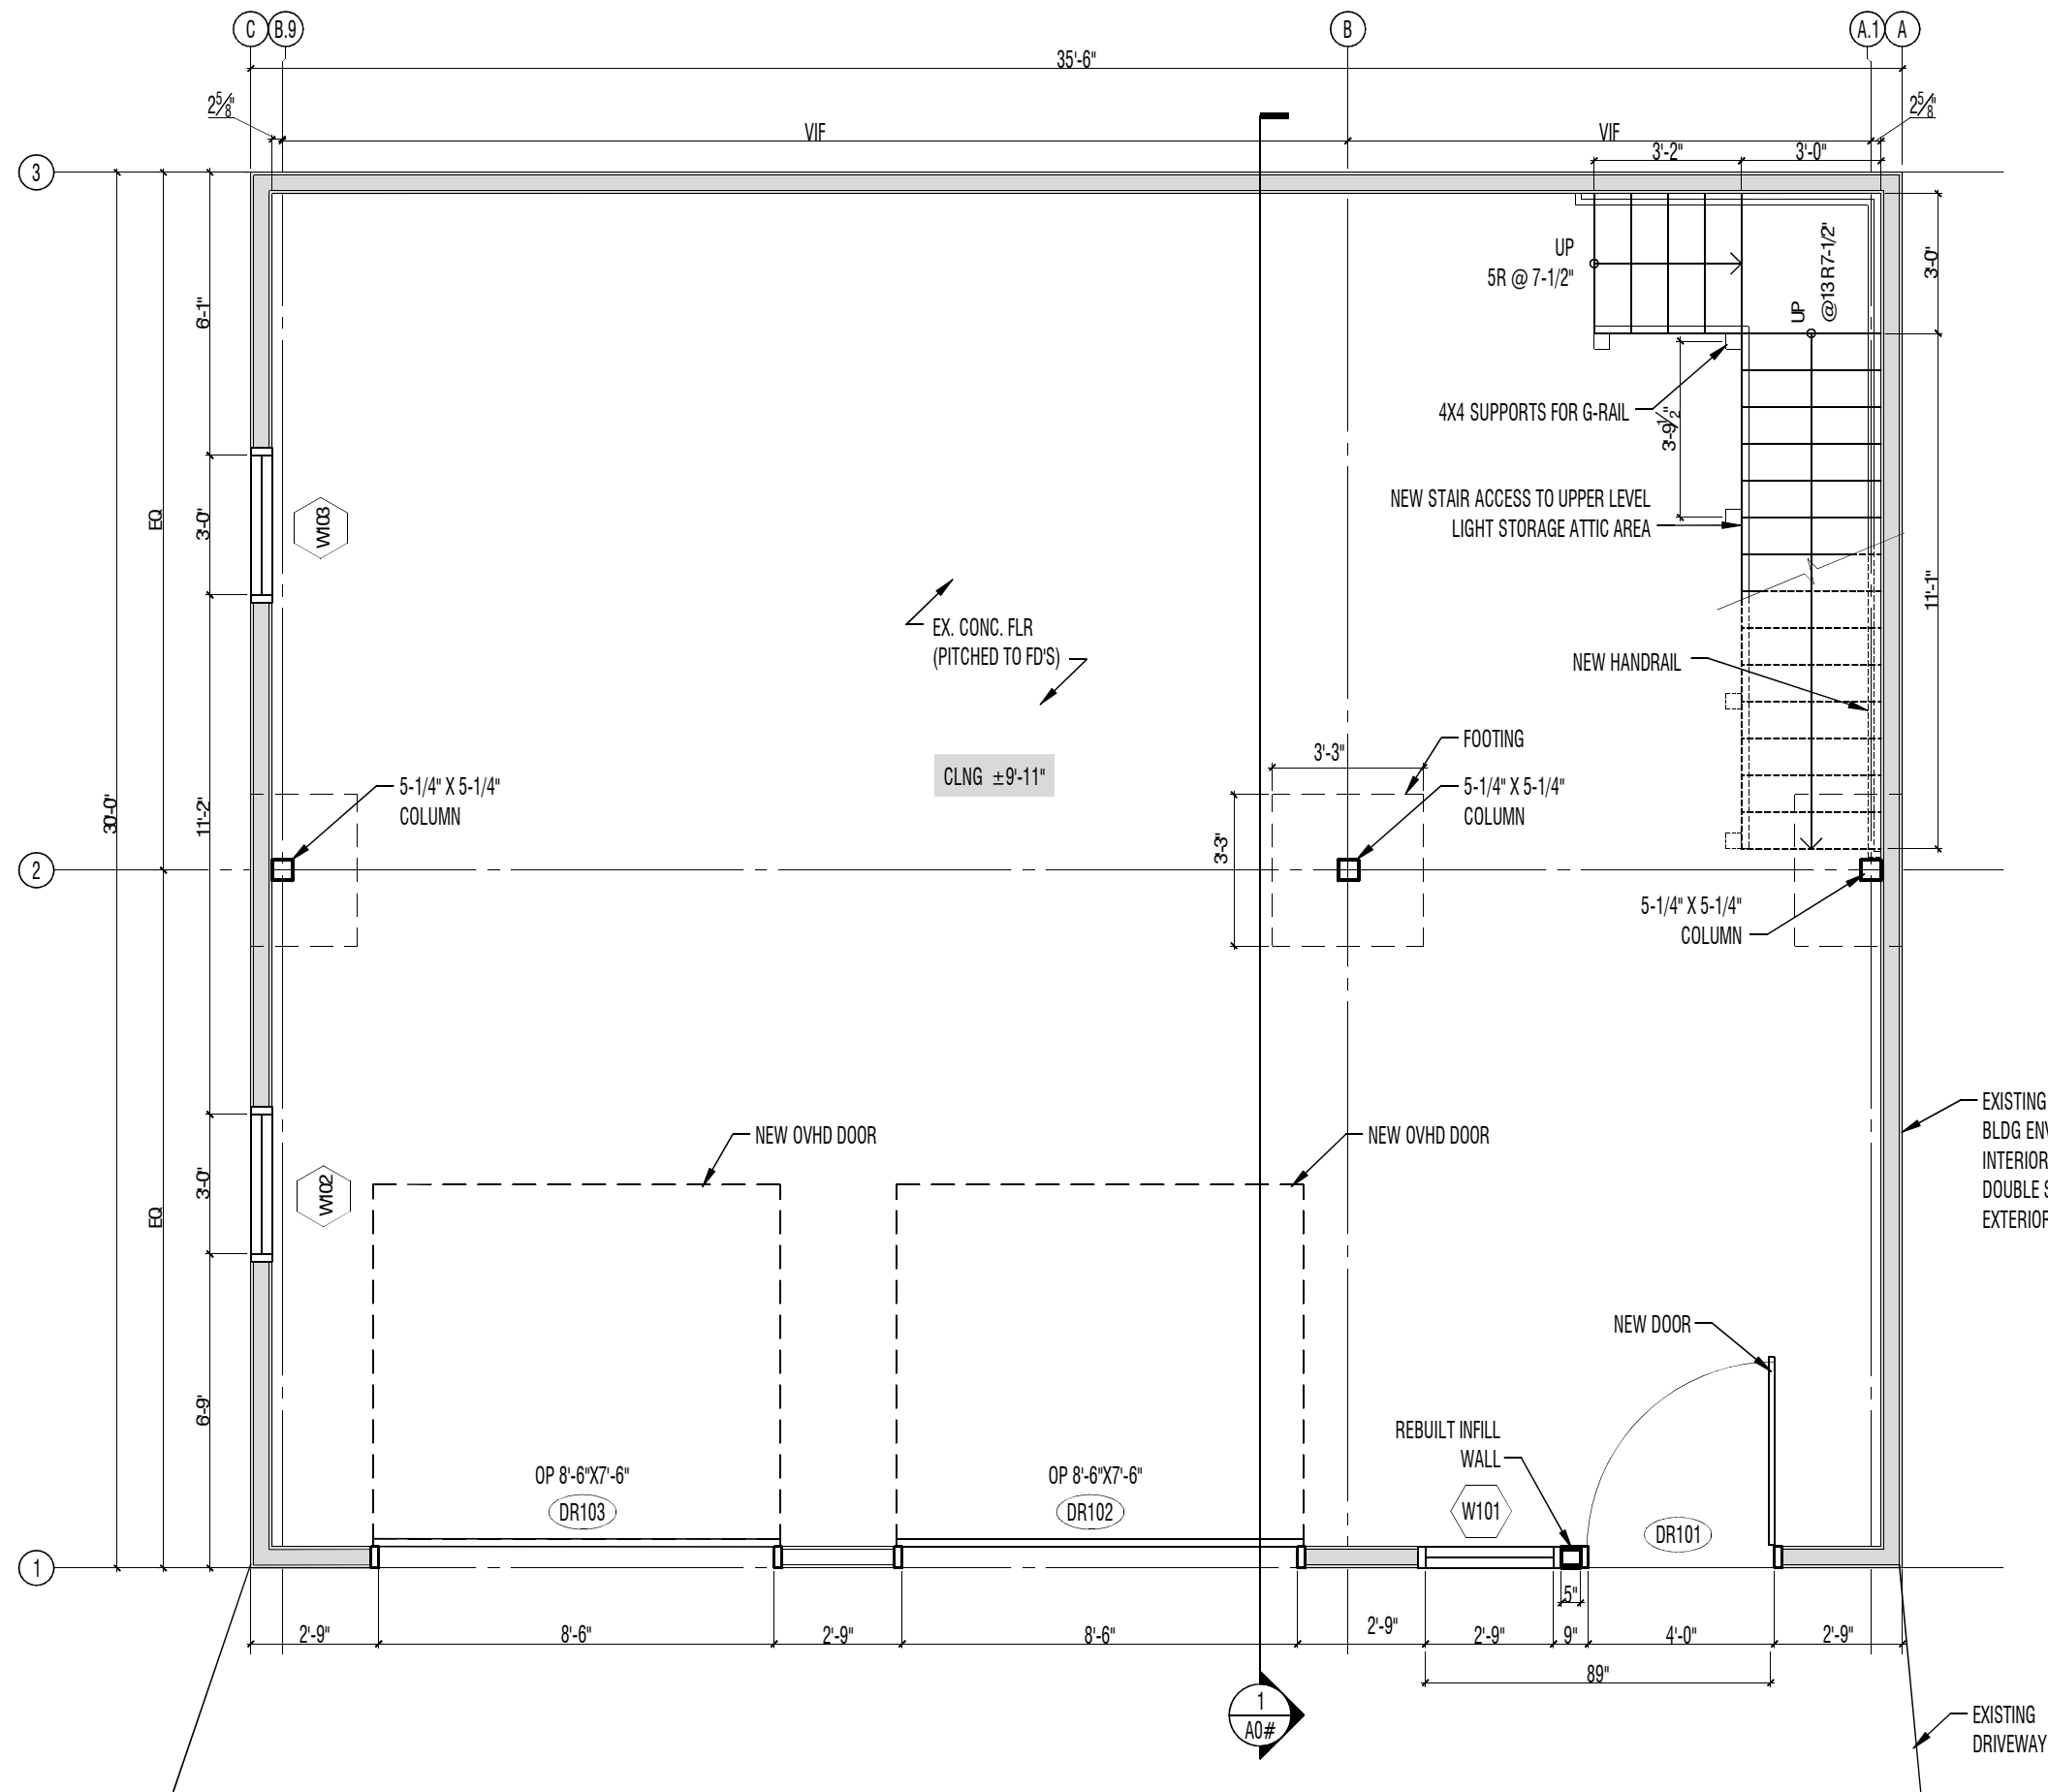 C
B.9
B
A.1
A
35'-6"
2⅝"
2⅝"
VIF
VIF
3'-2"
3'-0"
3
UP
5R @ 7-1/2"
UP
@13 R7-1/2"
3'-0"
6'-1"
4X4 SUPPORTS FOR G-RAIL
3'-9½"
NEW STAIR ACCESS TO UPPER LEVEL
LIGHT STORAGE ATTIC AREA
EQ
3'-0"
W103
11'-1"
EX. CONC. FLR
(PITCHED TO FD'S)
NEW HANDRAIL
FOOTING
3'-3"
CLNG ±9'-11"
5-1/4" X 5-1/4"
COLUMN
5-1/4" X 5-1/4"
COLUMN
30'-0"
11'-2"
3'-3"
2
5-1/4" X 5-1/4"
COLUMN
EXISTING
BLDG ENV
INTERIOR
DOUBLE S
EXTERIOR
NEW OVHD DOOR
NEW OVHD DOOR
EQ
3'-0"
W102
NEW DOOR
6'-9"
REBUILT INFILL
WALL
OP 8'-6"X7'-6"
DR103
OP 8'-6"X7'-6"
DR102
W101
DR101
1
5"
2'-9"
8'-6"
2'-9"
8'-6"
2'-9"
2'-9"
9"
4'-0"
2'-9"
89"
1
A0#
EXISTING
DRIVEWAY